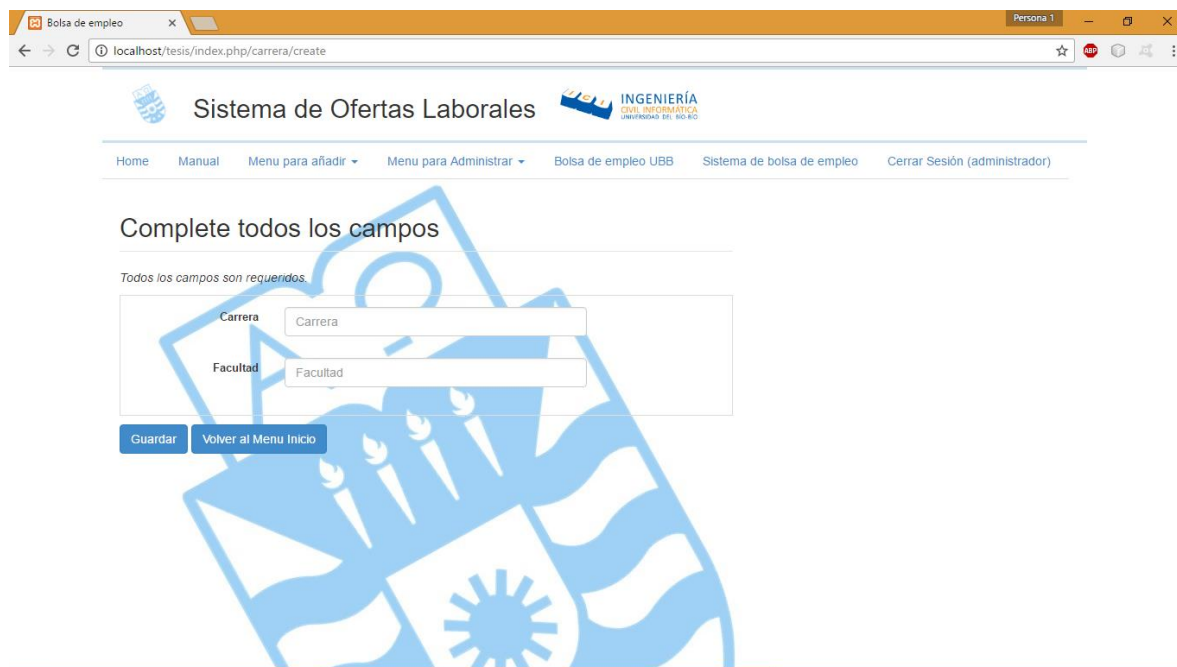 Bolsa de empleo
Persona 1
localhost/tesis/index.php/carrera/create
ABP
Sistema de Ofertas Laborales
INGENIERÍA
CIVIL INFORMÁTICA
UNIVERSIDAD DEL BÍO-BÍO
Home Manual Menu para añadir Menu para Administrar Bolsa de empleo UBB Sistema de bolsa de empleo Cerrar Sesión (administrador)
Complete todos los campos
Todos los campos son requeridos.
Carrera Carrera
Facultad Facultad
Guardar Volver al Menu Inicio